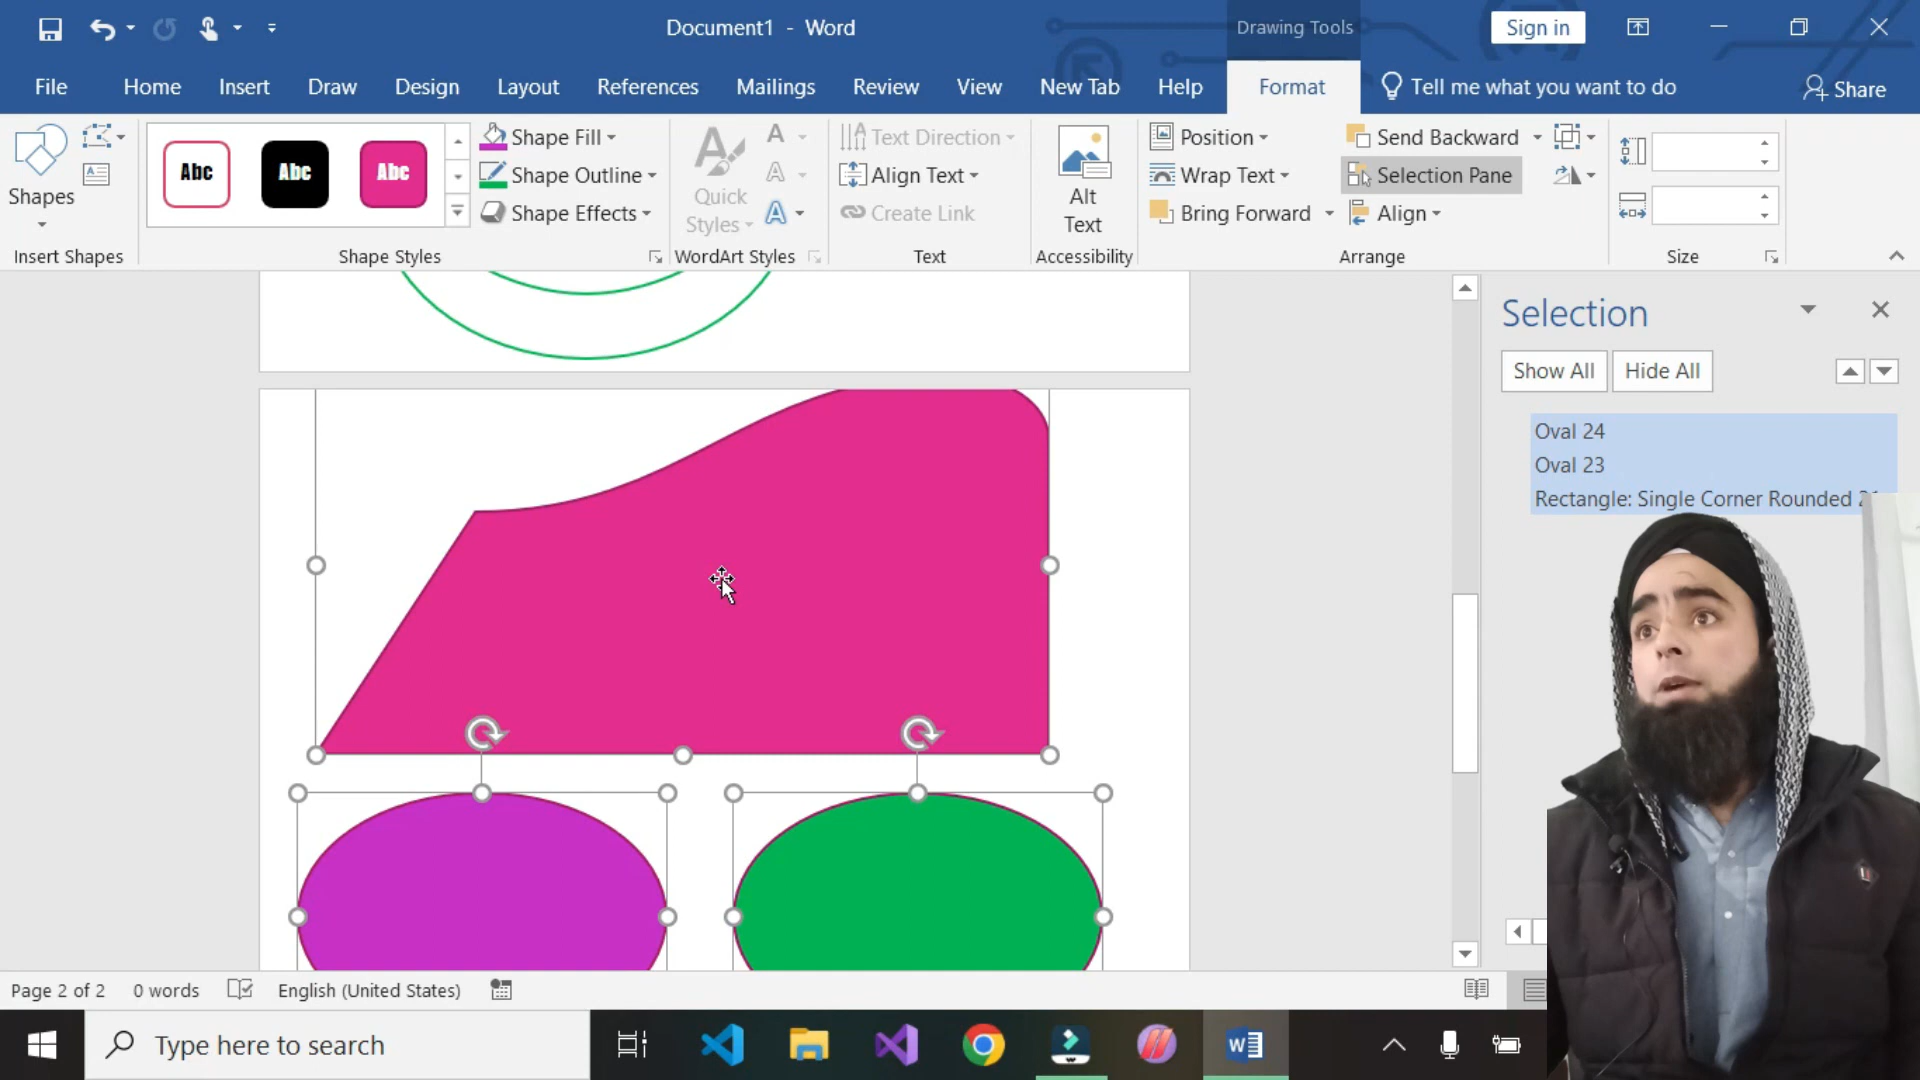 Document1 - Word
Drawing Tools
Sign in
File Home Insert Draw Design Layout References Mailings Review View New Tab Help Format Tell me what you want to do Share
Shapes
Insert Shapes
Abc Abc Abc
Shape Fill
Shape Outline
Shape Effects
Shape Styles
Quick
Styles
WordArt Styles
Text Direction
Align Text
Create Link
Text
Alt
Text
Accessibility
Position
Wrap Text
Bring Forward
Send Backward
Selection Pane
Align
Arrange
Size
Selection
Show All Hide All
Oval 24
Oval 23
Rectangle: Single Corner Rounded
Page 2 of 2 0 words English (United States)
Type here to search